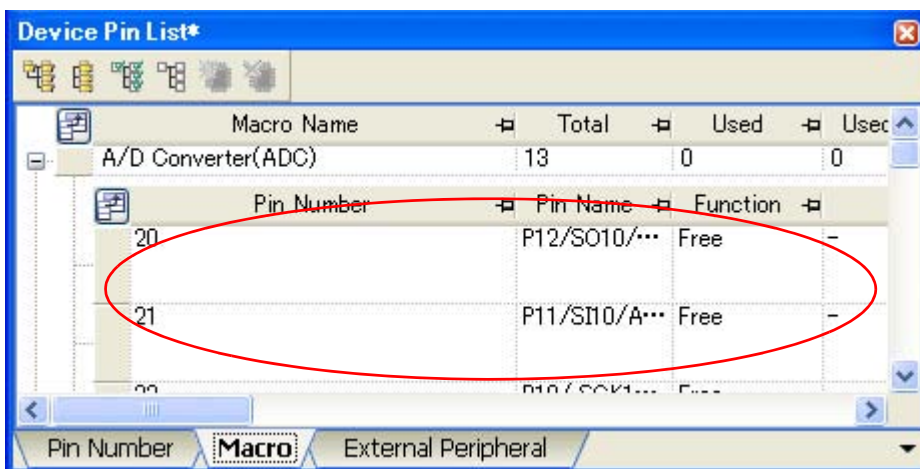 Device Pin List*
Macro Name Total Used Used
A/D Converter(ADC) 13 0 0
Pin Number Pin Name Function
20 P12/SO10/··· Free -
21 P11/SI10/A··· Free -
Pin Number Macro External Peripheral